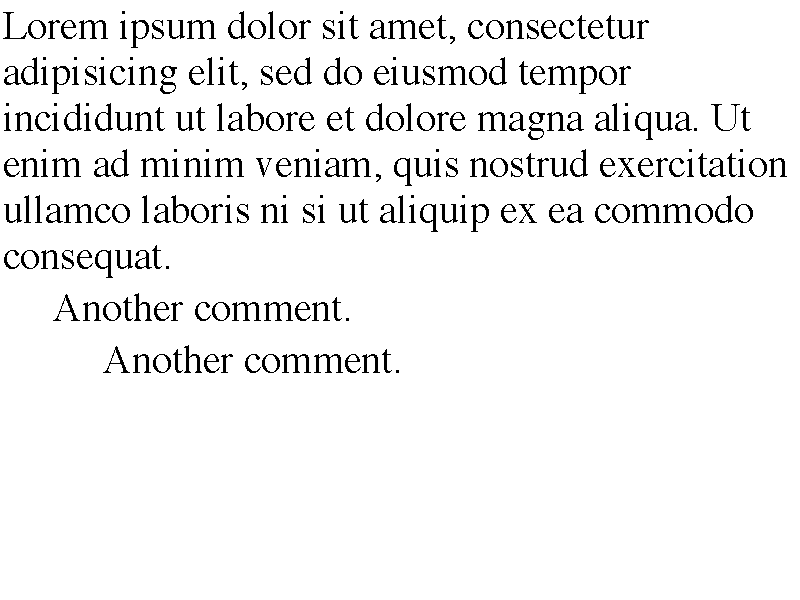 Lorem ipsum dolor sit amet, consectetur
adipisicing elit, sed do eiusmod tempor
incididunt ut labore et dolore magna aliqua. Ut
enim ad minim veniam, quis nostrud exercitation
ullamco laboris ni si ut aliquip ex ea commodo
consequat.
Another comment.
Another comment.